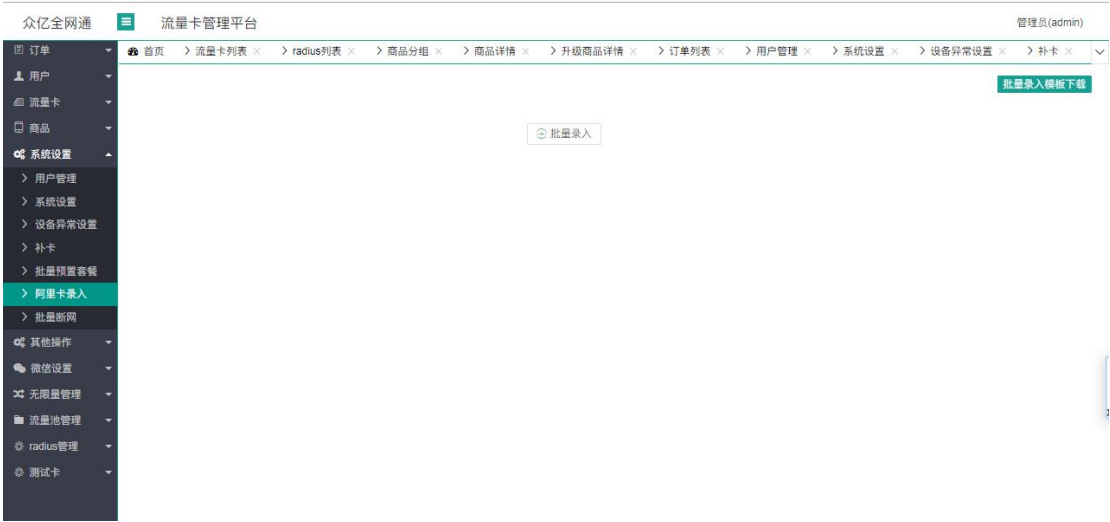 众亿全网通 流量卡管理平台 管理员(admin)
订单 首页 流量卡列表 radius列表 商品分组 商品详情 升级商品详情 订单列表 用户管理 系统设置 设备异常设置 补卡
用户
批量录入模板下载
流量卡
商品
批量录入
系统设置
用户管理
系统设置
设备异常设置
补卡
批量预置套餐
阿里卡录入
批量断网
其他操作
微信设置
无限量管理
流量池管理
radius管理
测试卡